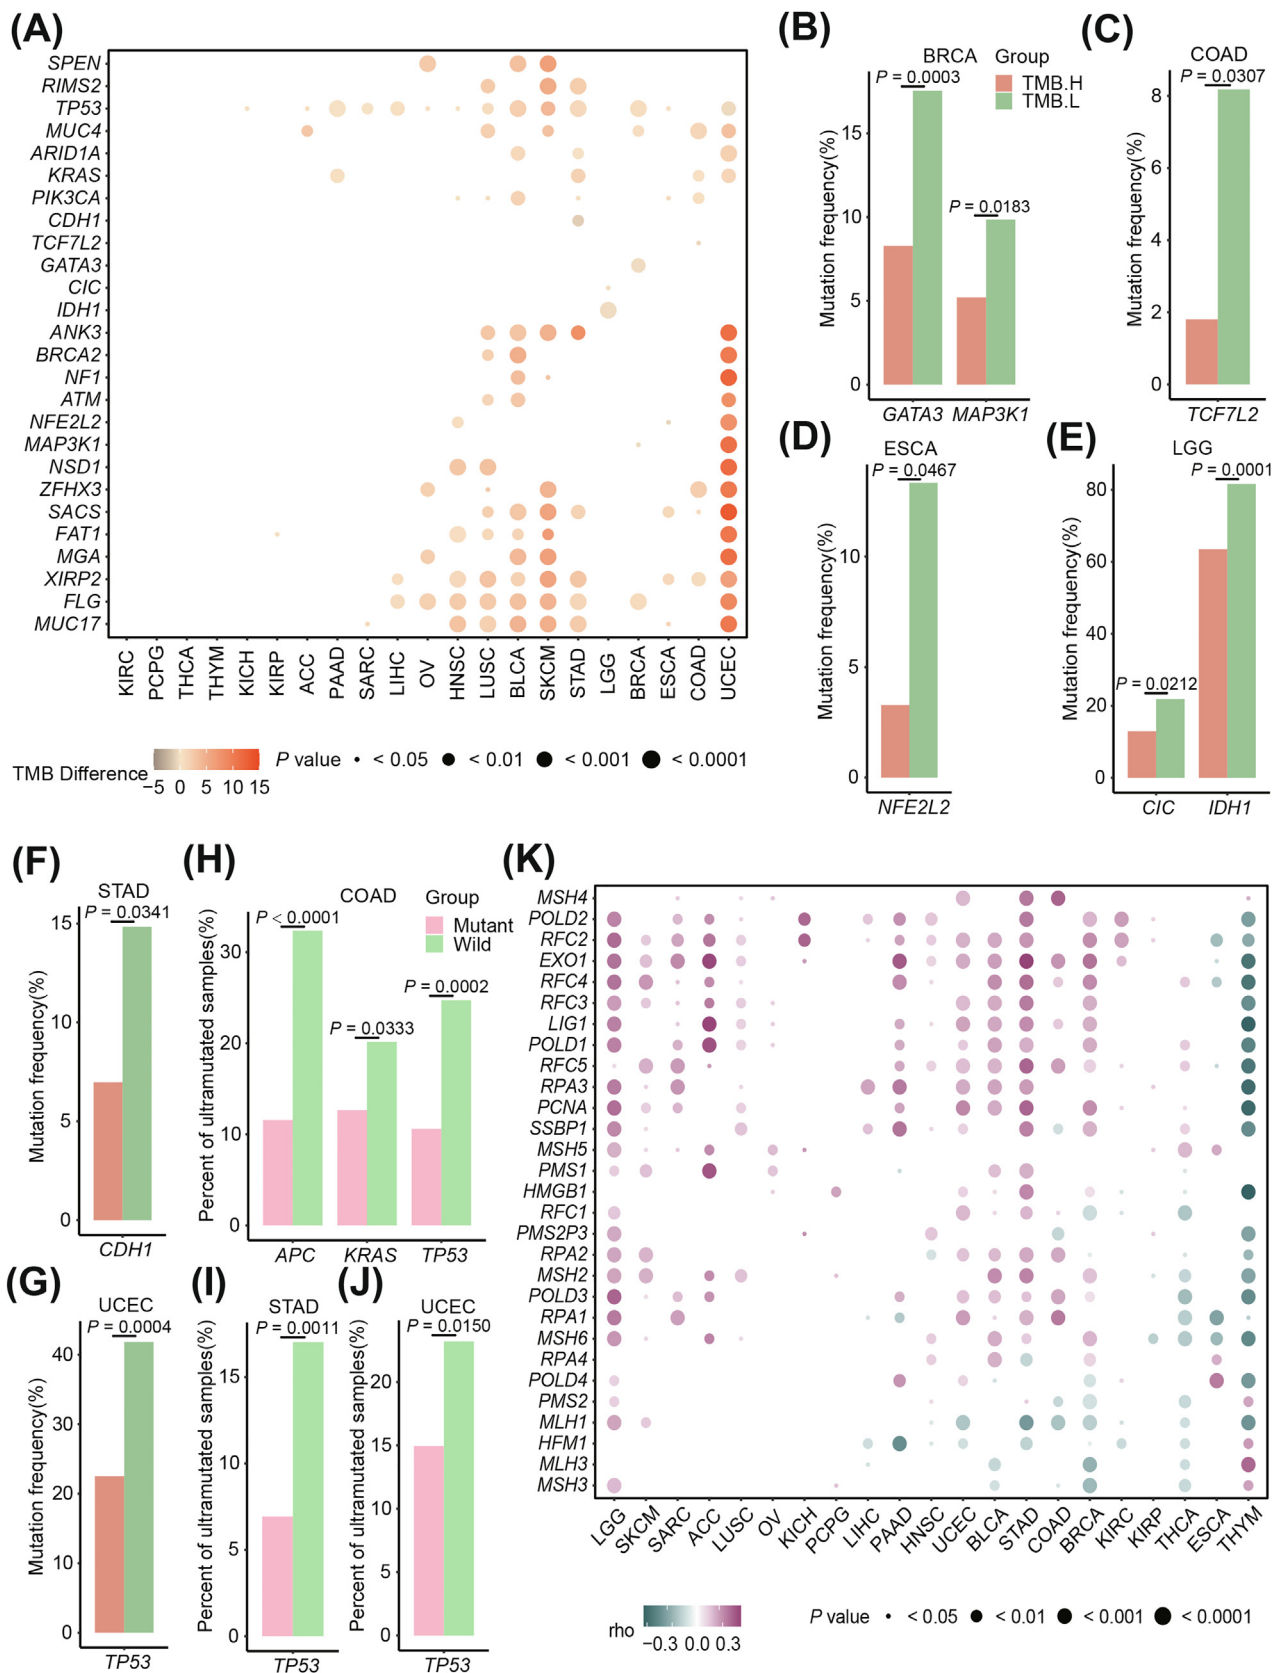 (A)
SPEN
RIMS2
TP53
MUC4
ARID1A
KRAS
PIK3CA
CDH1
TCF7L2
GATA3
CIC
IDH1
ANK3
BRCA2
NF1
ATM
NFE2L2
MAP3K1
NSD1
ZFHX3
SACS
FAT1
MGA
XIRP2
FLG
MUC17
KIRC PCPG THCA THYM KICH KIRP ACC PAAD SARC LIHC OV HNSC LUSC BLCA SKCM STAD LGG BRCA ESCA COAD UCEC
TMB Difference
−5 0 5 10 15
P value < 0.05 < 0.01 < 0.001 < 0.0001
(B)
BRCA
Group
TMB.H
TMB.L
P = 0.0003
P = 0.0183
Mutation frequency(%)
15
10
5
0
GATA3 MAP3K1
(C)
COAD
P = 0.0307
Mutation frequency(%)
8
6
4
2
0
TCF7L2
(D)
ESCA
P = 0.0467
Mutation frequency(%)
10
5
0
NFE2L2
(E)
LGG
P = 0.0001
P = 0.0212
Mutation frequency(%)
80
60
40
20
0
CIC IDH1
(F)
STAD
P = 0.0341
Mutation frequency(%)
15
10
5
0
CDH1
(H)
COAD
Group
Mutant
Wild
P < 0.0001
P = 0.0333
P = 0.0002
Percent of ultramutated samples(%)
30
20
10
0
APC KRAS TP53
(G)
UCEC
P = 0.0004
Mutation frequency(%)
40
30
20
10
0
TP53
(I)
STAD
P = 0.0011
Percent of ultramutated samples(%)
15
10
5
0
TP53
(J)
UCEC
P = 0.0150
Percent of ultramutated samples(%)
20
15
10
5
0
TP53
(K)
MSH4
POLD2
RFC2
EXO1
RFC4
RFC3
LIG1
POLD1
RFC5
RPA3
PCNA
SSBP1
MSH5
PMS1
HMGB1
RFC1
PMS2P3
RPA2
MSH2
POLD3
RPA1
MSH6
RPA4
POLD4
PMS2
MLH1
HFM1
MLH3
MSH3
LGG SKCM SARC ACC LUSC OV KICH PCPG LIHC PAAD HNSC UCEC BLCA STAD COAD BRCA KIRC KIRP THCA ESCA THYM
rho
−0.3 0.0 0.3
P value < 0.05 < 0.01 < 0.001 < 0.0001